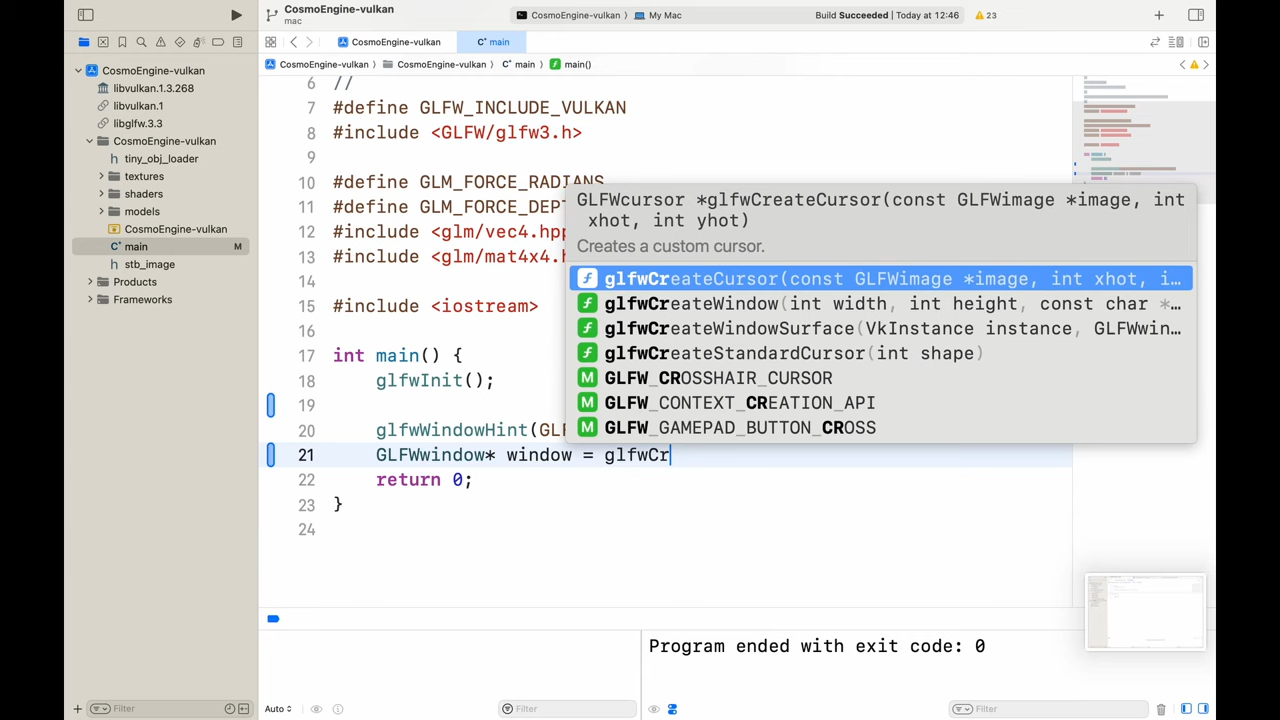 CosmoEngine-vulkan
mac
CosmoEngine-vulkan 〉 My Mac
Build Succeeded | Today at 12:46
23
CosmoEngine-vulkan
C⁺ main
CosmoEngine-vulkan 〉 CosmoEngine-vulkan 〉 C⁺ main 〉 f main()
CosmoEngine-vulkan
libvulkan.1.3.268
libvulkan.1
libglfw.3.3
CosmoEngine-vulkan
h tiny_obj_loader
textures
shaders
models
CosmoEngine-vulkan
C⁺ main M
h stb_image
Products
Frameworks
Filter
6 //
7 #define GLFW_INCLUDE_VULKAN
8 #include <GLFW/glfw3.h>
9
10 #define GLM_FORCE_RADIANS
11 #define GLM_FORCE_DEPT
12 #include <glm/vec4.hpp
13 #include <glm/mat4x4.h
14
15 #include <iostream>
16
17 int main() {
18 glfwInit();
19
20 glfwWindowHint(GLF
21 GLFWwindow* window = glfwCr
22 return 0;
23 }
24
GLFWcursor *glfwCreateCursor(const GLFWimage *image, int
xhot, int yhot)
Creates a custom cursor.
f glfwCreateCursor(const GLFWimage *image, int xhot, i…
f glfwCreateWindow(int width, int height, const char *…
f glfwCreateWindowSurface(VkInstance instance, GLFWwin…
f glfwCreateStandardCursor(int shape)
M GLFW_CROSSHAIR_CURSOR
M GLFW_CONTEXT_CREATION_API
M GLFW_GAMEPAD_BUTTON_CROSS
Program ended with exit code: 0
Auto
Filter
Filter